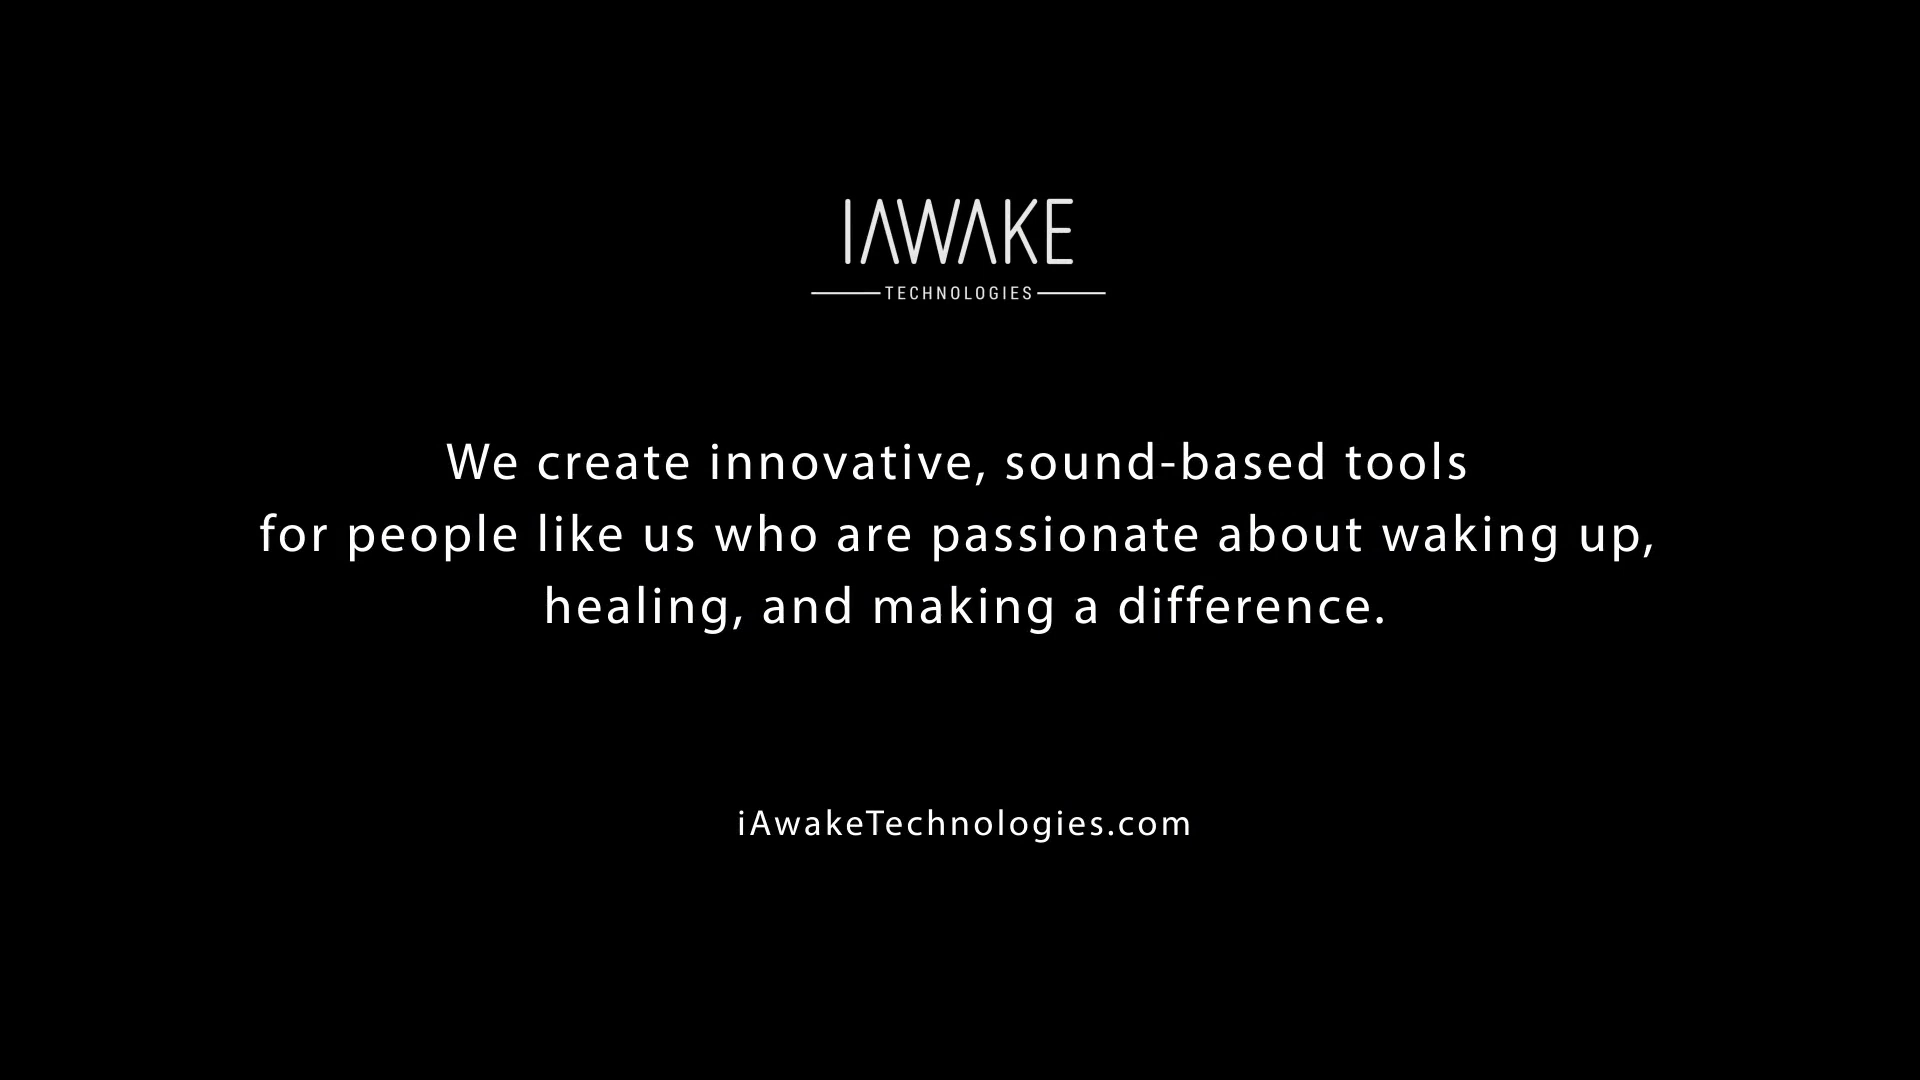 IAWAKE
TECHNOLOGIES
We create innovative, sound-based tools
for people like us who are passionate about waking up,
healing, and making a difference.
iAwakeTechnologies.com